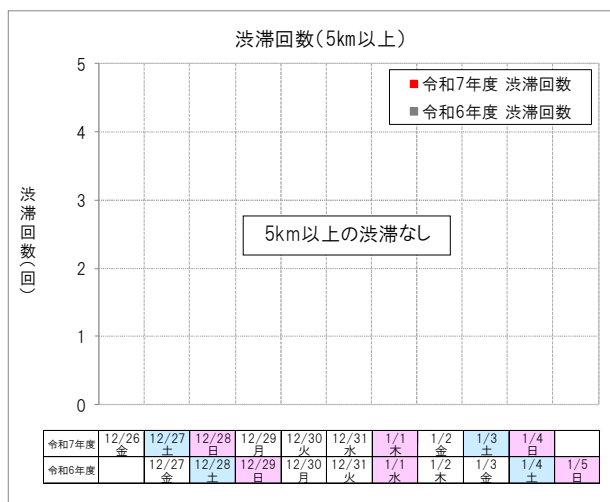 渋滞回数(5km以上)
5
4
3
2
1
0
渋滞回数(回)
令和7年度 渋滞回数
令和6年度 渋滞回数
5km以上の渋滞なし
令和7年度 12/26 12/27 12/28 12/29 12/30 12/31 1/1 1/2 1/3 1/4
金 土 日 月 火 水 木 金 土 日
令和6年度 12/27 12/28 12/29 12/30 12/31 1/1 1/2 1/3 1/4 1/5
金 土 日 月 火 水 木 金 土 日